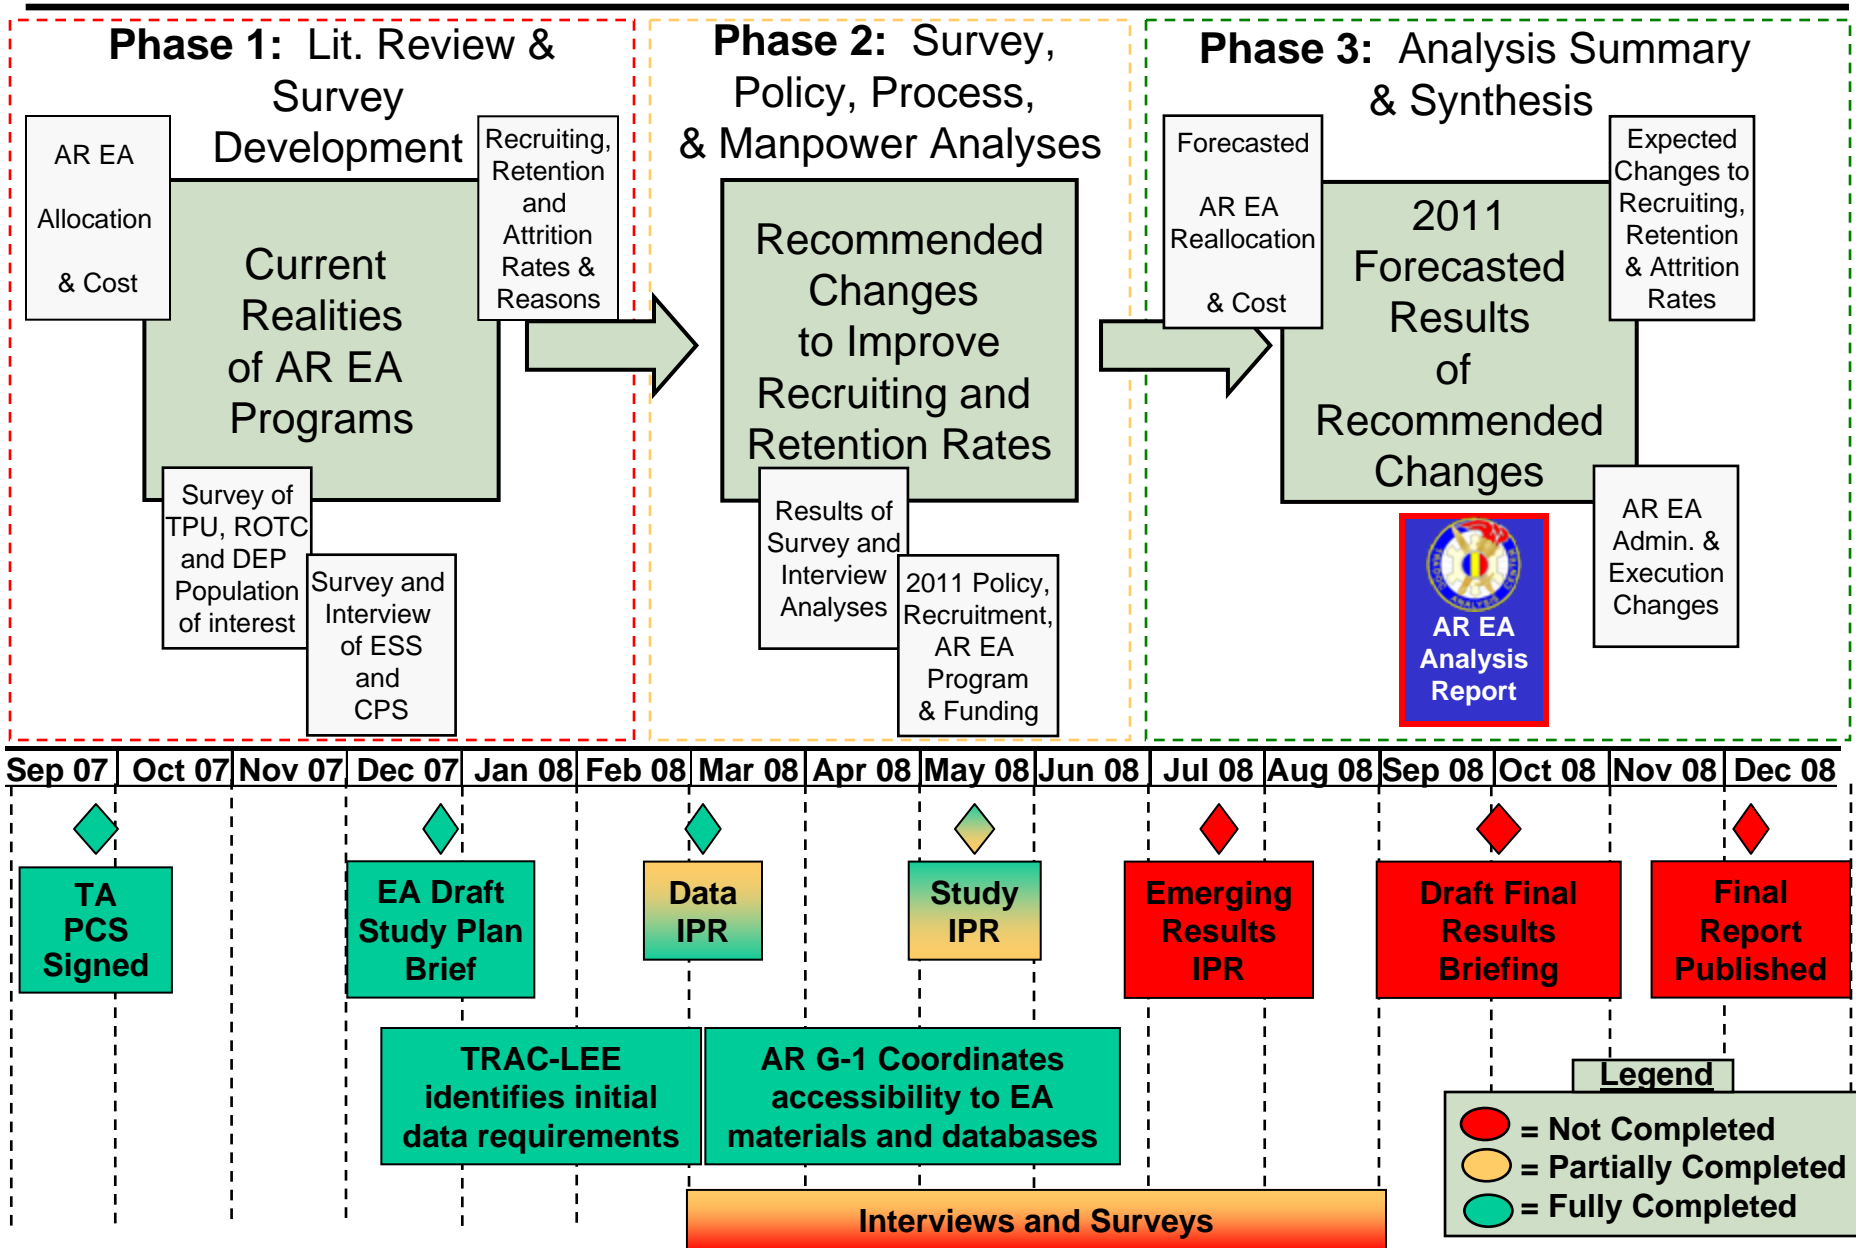 Phase 1: Lit. Review &
Survey
Development
AR EA
Allocation
& Cost
Recruiting,
Retention
and
Attrition
Rates &
Reasons
Current
Realities
of AR EA
Programs
Survey of
TPU, ROTC
and DEP
Population
of interest
Survey and
Interview
of ESS
and
CPS
Phase 2: Survey,
Policy, Process,
& Manpower Analyses
Recommended
Changes
to Improve
Recruiting and
Retention Rates
Results of
Survey and
Interview
Analyses
2011 Policy,
Recruitment,
AR EA
Program
& Funding
Phase 3: Analysis Summary
& Synthesis
Forecasted
AR EA
Reallocation
& Cost
Expected
Changes to
Recruiting,
Retention
& Attrition
Rates
2011
Forecasted
Results
of
Recommended
Changes
TRADOC ANALYSIS CENTER
AR EA
Analysis
Report
AR EA
Admin. &
Execution
Changes
Sep 07 Oct 07 Nov 07 Dec 07 Jan 08 Feb 08 Mar 08 Apr 08 May 08 Jun 08 Jul 08 Aug 08 Sep 08 Oct 08 Nov 08 Dec 08
TA
PCS
Signed
EA Draft
Study Plan
Brief
Data
IPR
Study
IPR
Emerging
Results
IPR
Draft Final
Results
Briefing
Final
Report
Published
TRAC-LEE
identifies initial
data requirements
AR G-1 Coordinates
accessibility to EA
materials and databases
Interviews and Surveys
Legend
= Not Completed
= Partially Completed
= Fully Completed